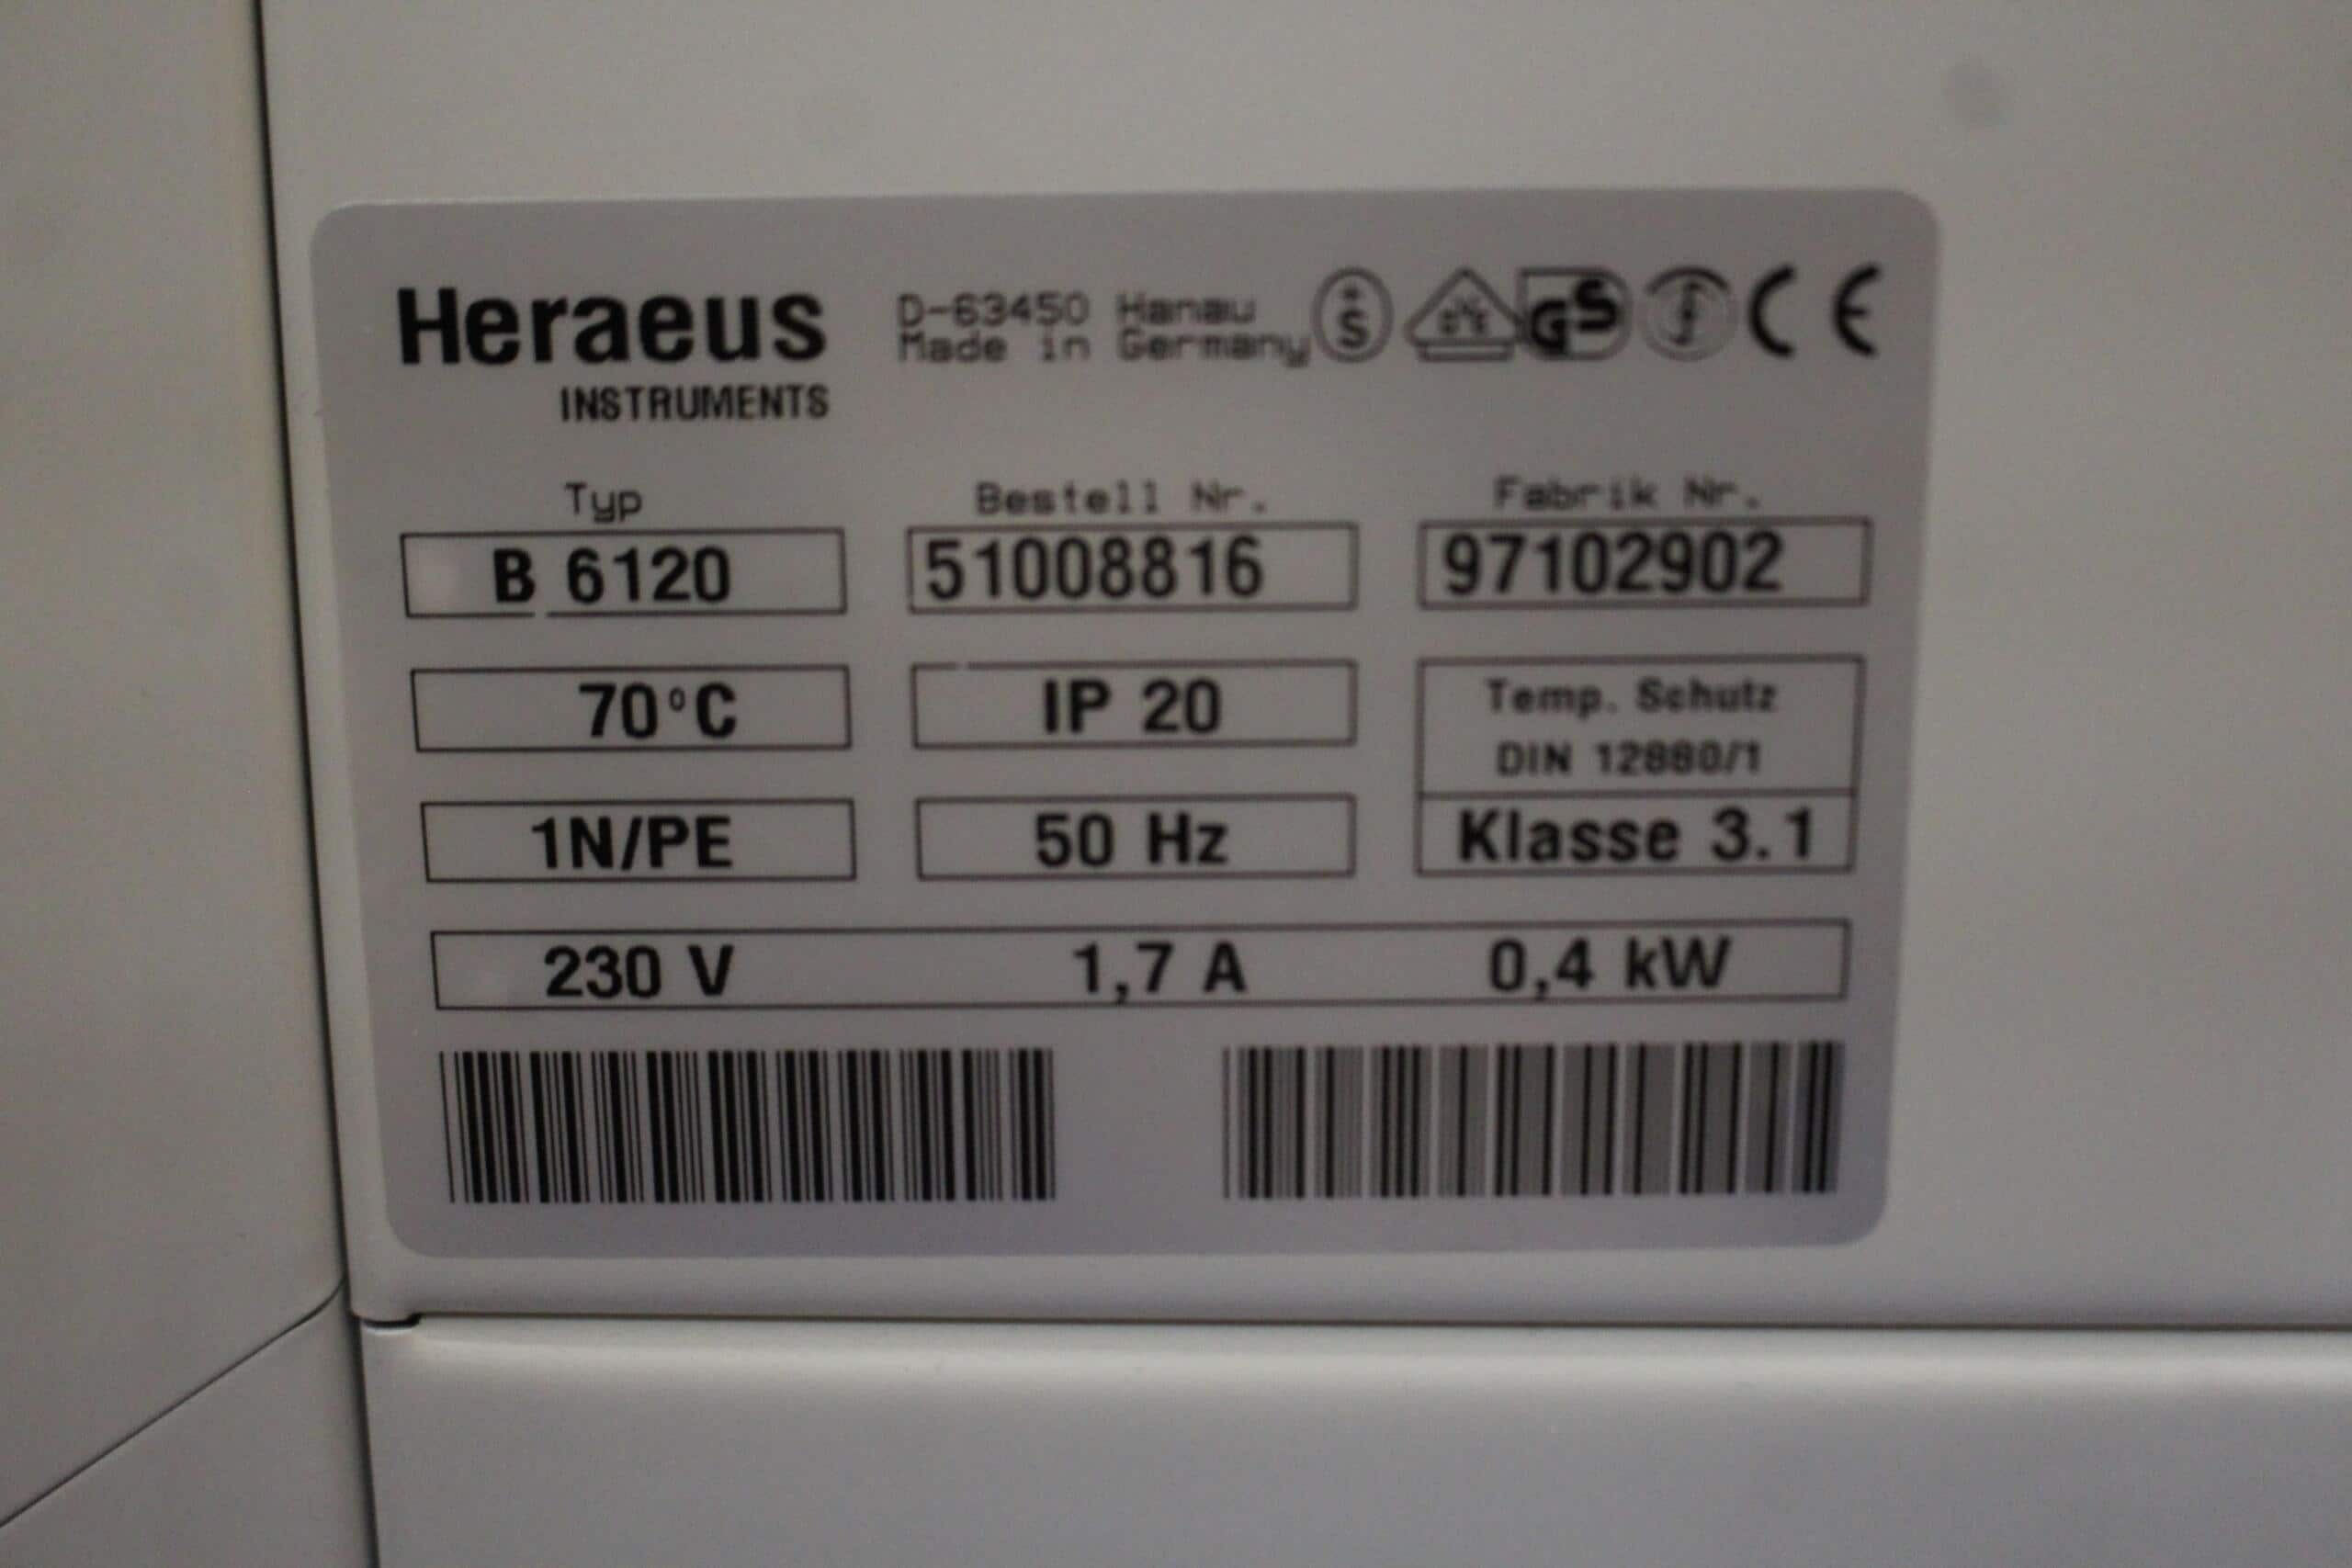 Heraeus
INSTRUMENTS
D-63450 Hanau
Made in Germany
S
GS
CE
Typ
Bestell Nr.
Fabrik Nr.
B 6120
51008816
97102902
70°C
IP 20
Temp. Schutz
DIN 12880/1
1N/PE
50 Hz
Klasse 3.1
230 V 1,7 A 0,4 kW